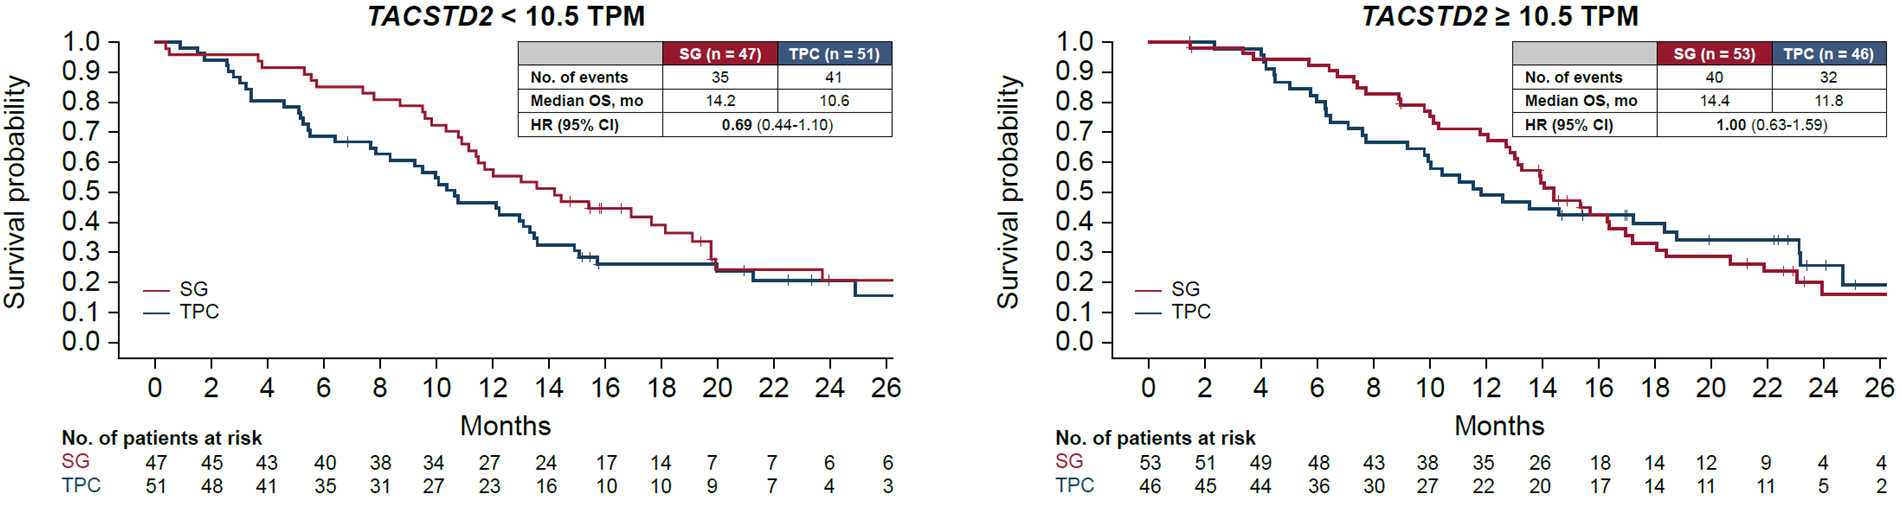 TACSTD2 < 10.5 TPM
1.0
0.9
0.8
0.7
0.6
0.5
0.4
0.3
0.2
0.1
0.0
Survival probability
SG (n = 47) TPC (n = 51)
No. of events 35 41
Median OS, mo 14.2 10.6
HR (95% CI) 0.69 (0.44-1.10)
SG
TPC
0 2 4 6 8 10 12 14 16 18 20 22 24 26
Months
No. of patients at risk
SG 47 45 43 40 38 34 27 24 17 14 7 7 6 6
TPC 51 48 41 35 31 27 23 16 10 10 9 7 4 3
TACSTD2 ≥ 10.5 TPM
1.0
0.9
0.8
0.7
0.6
0.5
0.4
0.3
0.2
0.1
0.0
Survival probability
SG (n = 53) TPC (n = 46)
No. of events 40 32
Median OS, mo 14.4 11.8
HR (95% CI) 1.00 (0.63-1.59)
SG
TPC
0 2 4 6 8 10 12 14 16 18 20 22 24 26
Months
No. of patients at risk
SG 53 51 49 48 43 38 35 26 18 14 12 9 4 4
TPC 46 45 44 36 30 27 22 20 17 14 11 11 5 2